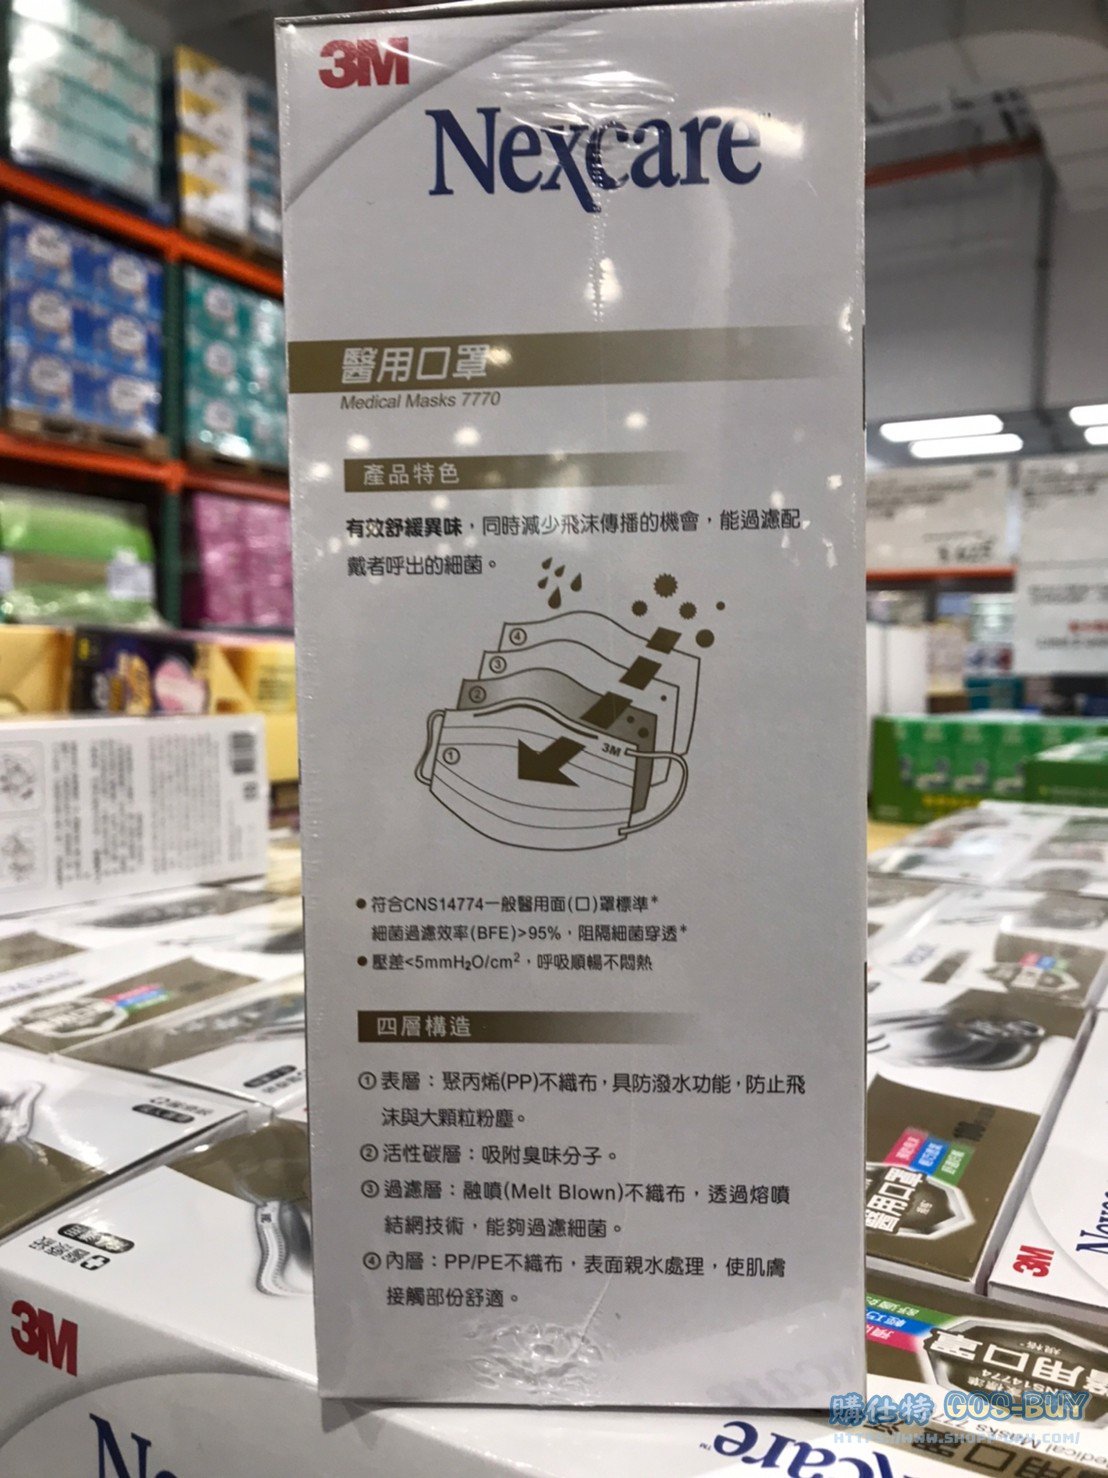 3M
Nexcare
醫用口罩
Medical Masks 7770
產品特色
有效舒緩異味，同時減少飛沫傳播的機會，能過濾配
戴者呼出的細菌。
④
③
②
①
3M
●符合CNS14774一般醫用面(口)罩標準*
細菌過濾效率(BFE)>95%，阻隔細菌穿透*
●壓差<5mmH₂O/cm²，呼吸順暢不悶熱
四層構造
①表層：聚丙烯(PP)不織布，具防潑水功能，防止飛
沫與大顆粒粉塵。
②活性碳層：吸附臭味分子。
③過濾層：融噴(Melt Blown)不織布，透過熔噴
結網技術，能夠過濾細菌。
④內層：PP/PE不織布，表面親水處理，使肌膚
接觸部份舒適。
3M
3M
醫用口罩
購仕特 GOS-BUY